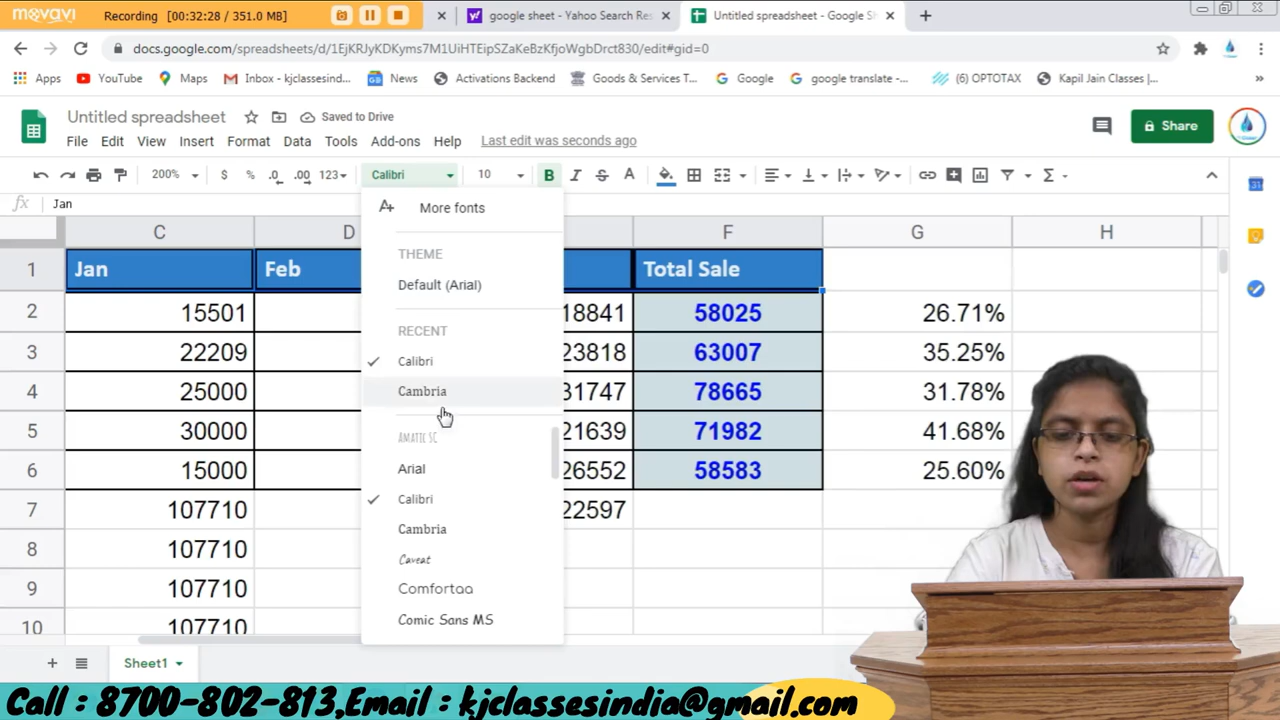 movavi Recording (00:32:28 / 351.0 MB)
google sheet - Yahoo Search Res
Untitled spreadsheet - Google Sh
docs.google.com/spreadsheets/d/1EjKRJyKDKyms7M1UiHTEipSZaKeBzKfjoWgbDrct830/edit#gid=0
Apps YouTube Maps Inbox - kjclassesind... News Activations Backend Goods & Services T... Google google translate -... (6) OPTOTAX Kapil Jain Classes |... »
Untitled spreadsheet Saved to Drive
File Edit View Insert Format Data Tools Add-ons Help Last edit was seconds ago
Share
200% $ % .0 .00 123 Calibri 10 B I S A Σ
fx Jan
More fonts
THEME
Default (Arial)
RECENT
Calibri
Cambria
AMATIC SC
Arial
Calibri
Cambria
Caveat
Comfortaa
Comic Sans MS
C D F G H
1 Jan Feb Total Sale
2 15501 18841 58025 26.71%
3 22209 23818 63007 35.25%
4 25000 31747 78665 31.78%
5 30000 21639 71982 41.68%
6 15000 26552 58583 25.60%
7 107710 22597
8 107710
9 107710
10 107710
Sheet1
Call : 8700-802-813,Email : kjclassesindia@gmail.com